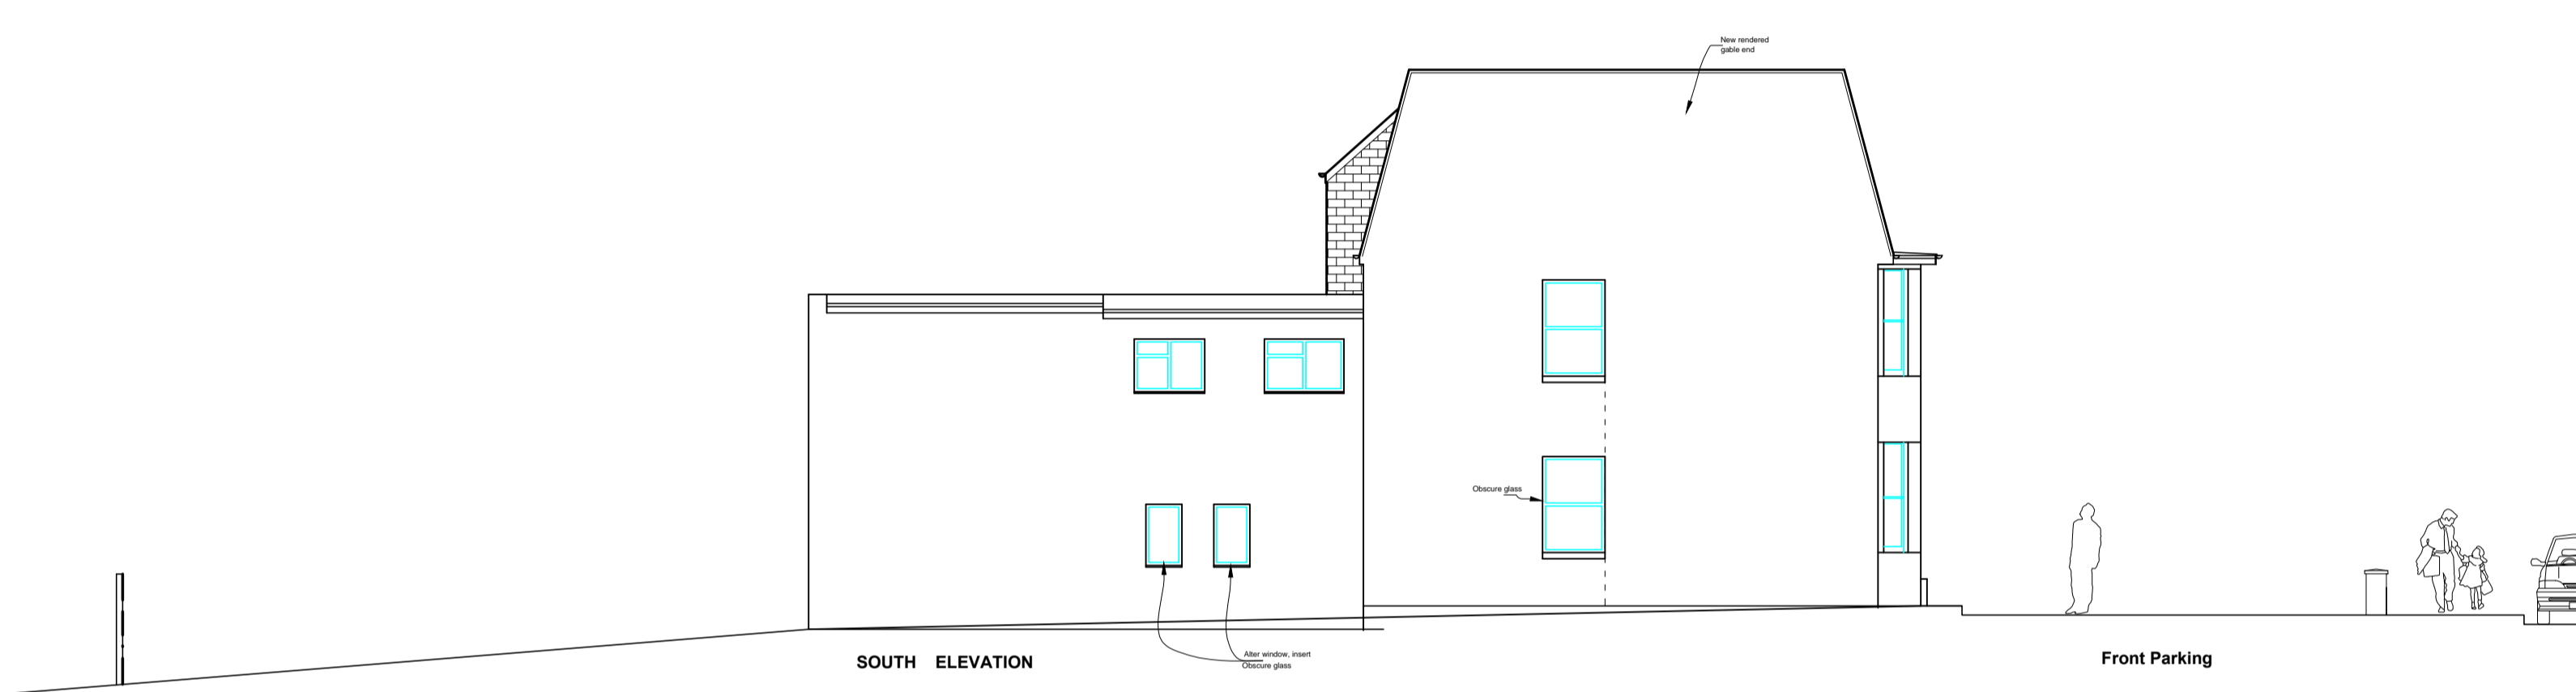 New rendered
gable end
Obscure glass
Alter window, insert
Obscure glass
SOUTH ELEVATION
Front Parking